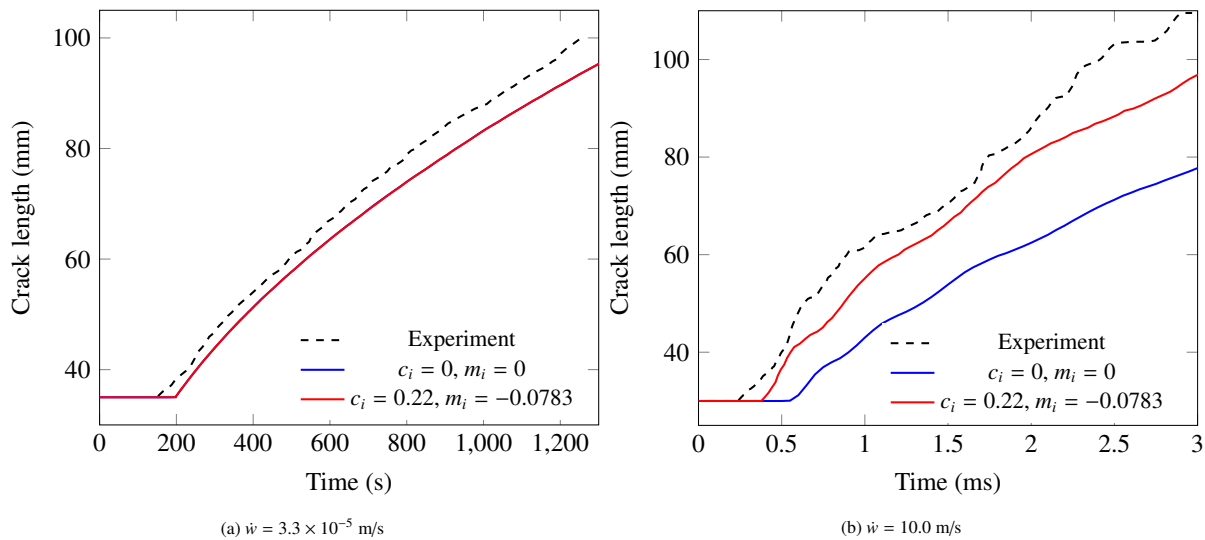 100
80
60
40
Crack length (mm)
0
200
400
600
800
1,000
1,200
Time (s)
Experiment
c_i = 0, m_i = 0
c_i = 0.22, m_i = −0.0783
(a) ẇ = 3.3 × 10⁻⁵ m/s
100
80
60
40
Crack length (mm)
0
0.5
1
1.5
2
2.5
3
Time (ms)
Experiment
c_i = 0, m_i = 0
c_i = 0.22, m_i = −0.0783
(b) ẇ = 10.0 m/s